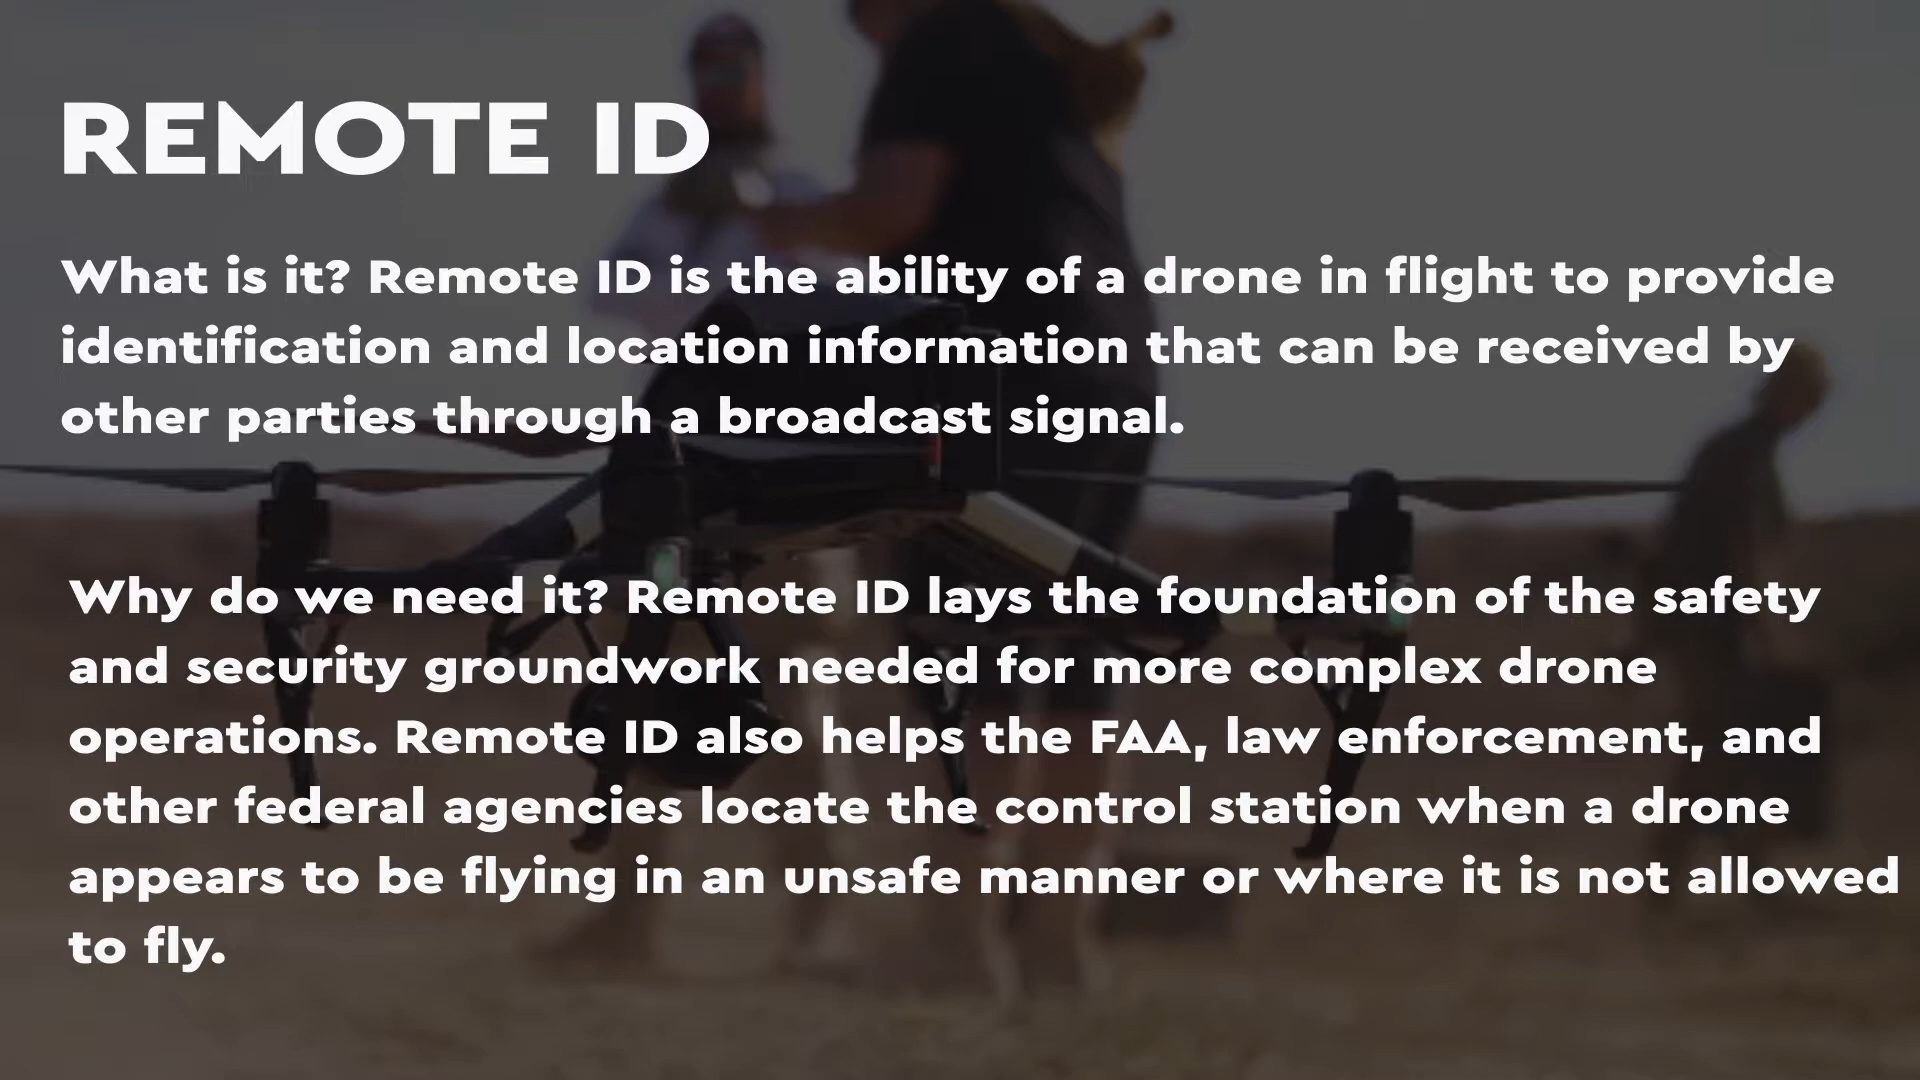 REMOTE ID
What is it? Remote ID is the ability of a drone in flight to provide
identification and location information that can be received by
other parties through a broadcast signal.
Why do we need it? Remote ID lays the foundation of the safety
and security groundwork needed for more complex drone
operations. Remote ID also helps the FAA, law enforcement, and
other federal agencies locate the control station when a drone
appears to be flying in an unsafe manner or where it is not allowed
to fly.